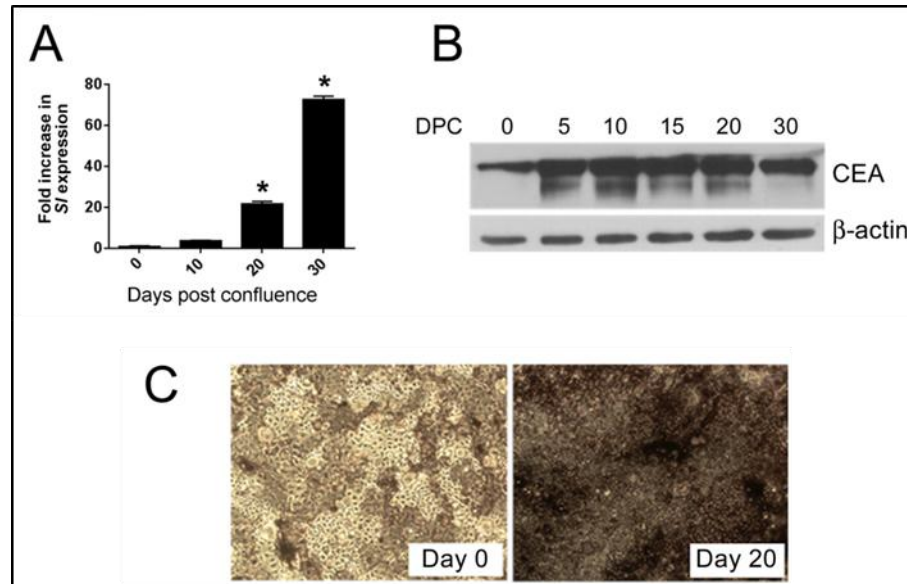 A
Fold increase in
SI expression
80
60
40
20
0
*
*
0 10 20 30
Days post confluence
B
DPC 0 5 10 15 20 30
CEA
β-actin
C
Day 0
Day 20